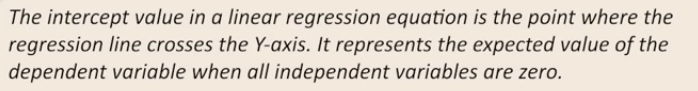 The intercept value in a linear regression equation is the point where the
regression line crosses the Y-axis. It represents the expected value of the
dependent variable when all independent variables are zero.